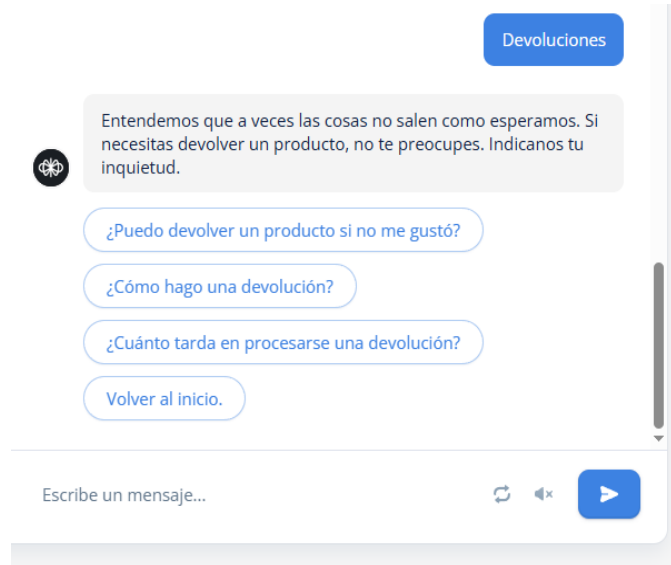 Devoluciones
Entendemos que a veces las cosas no salen como esperamos. Si
necesitas devolver un producto, no te preocupes. Indicanos tu
inquietud.
¿Puedo devolver un producto si no me gustó?
¿Cómo hago una devolución?
¿Cuánto tarda en procesarse una devolución?
Volver al inicio.
Escribe un mensaje...